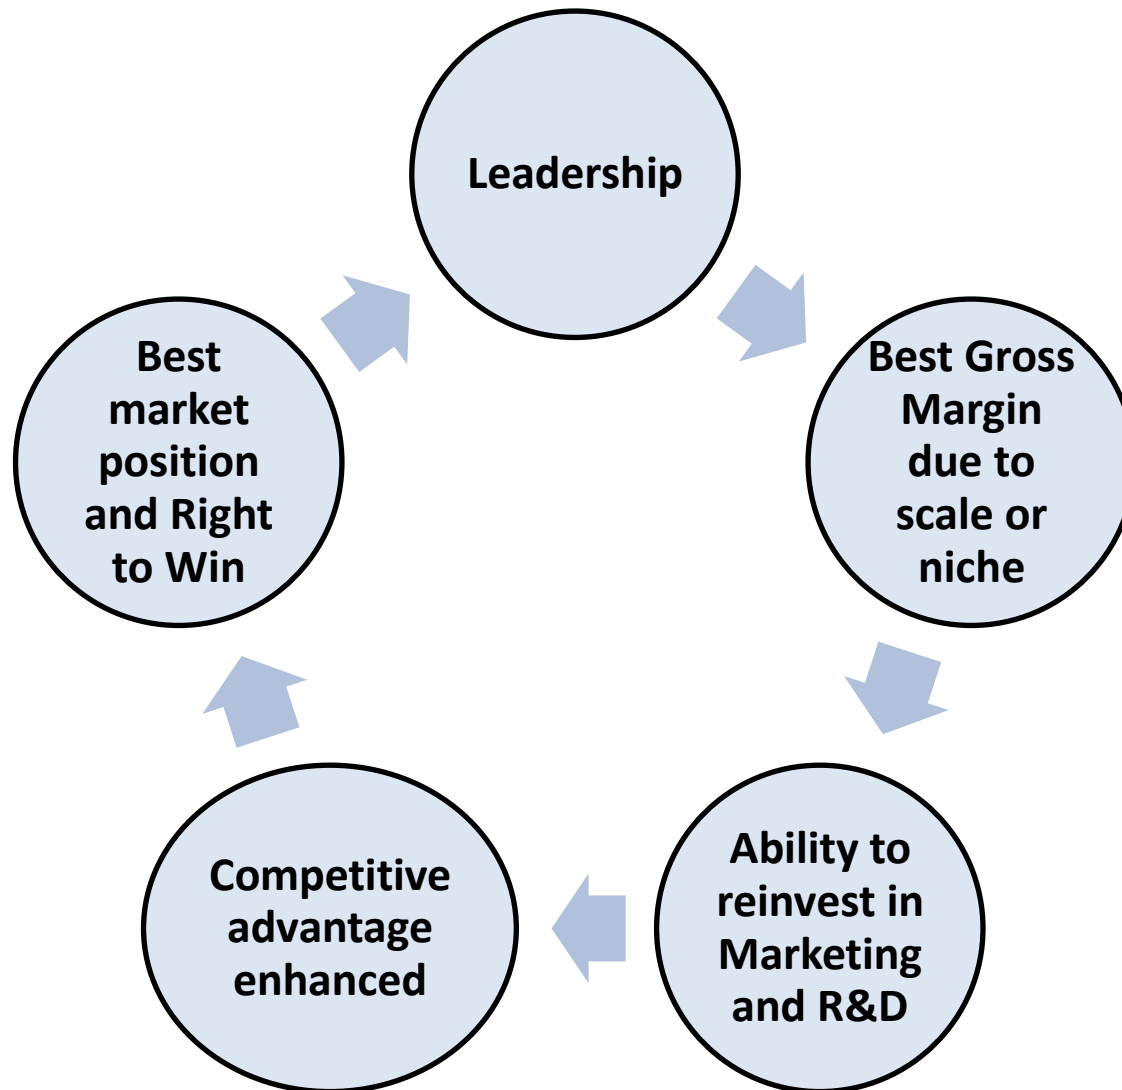 Leadership
Best Gross
Margin
due to
scale or
niche
Ability to
reinvest in
Marketing
and R&D
Competitive
advantage
enhanced
Best
market
position
and Right
to Win